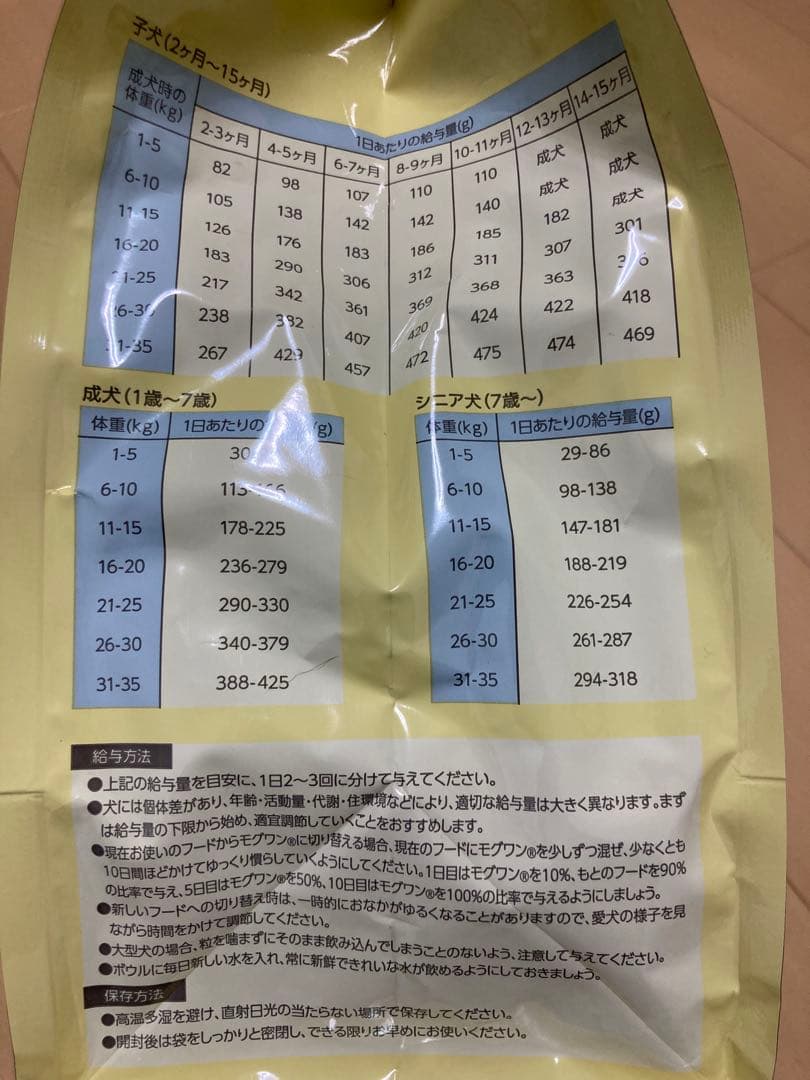 子犬(2ヶ月〜15ヶ月)
成犬時の体重(kg) 1日あたりの給与量(g)
2-3ヶ月 4-5ヶ月 6-7ヶ月 8-9ヶ月 10-11ヶ月 12-13ヶ月 14-15ヶ月
1-5 82 98 107 110 110 成犬 成犬
6-10 105 138 142 142 140 成犬 成犬
11-15 126 176 183 186 185 182 成犬
16-20 183 290 306 312 311 307 301
21-25 217 342 361 369 368 363
26-30 238 382 407 420 424 422 418
31-35 267 429 457 472 475 474 469
成犬(1歳〜7歳)
体重(kg) 1日あたりの (g)
1-5 30
6-10
11-15 178-225
16-20 236-279
21-25 290-330
26-30 340-379
31-35 388-425
シニア犬(7歳〜)
体重(kg) 1日あたりの給与量(g)
1-5 29-86
6-10 98-138
11-15 147-181
16-20 188-219
21-25 226-254
26-30 261-287
31-35 294-318
給与方法
●上記の給与量を目安に、1日2〜3回に分けて与えてください。
●犬には個体差があり、年齢・活動量・代謝・住環境などにより、適切な給与量は大きく異なります。まず
は給与量の下限から始め、適宜調節していくことをおすすめします。
●現在お使いのフードからモグワン®に切り替える場合、現在のフードにモグワン®を少しずつ混ぜ、少なくとも
10日間ほどかけてゆっくり慣らしていくようにしてください。1日目はモグワン®を10%、もとのフードを90%
の比率で与え、5日目はモグワン®を50%、10日目はモグワン®を100%の比率で与えるようにしましょう。
●新しいフードへの切り替え時は、一時的におなかがゆるくなることがありますので、愛犬の様子を見
ながら時間をかけて調節してください。
●大型犬の場合、粒を噛まずにそのまま飲み込んでしまうことのないよう、注意して与えてください。
●ボウルに毎日新しい水を入れ、常に新鮮できれいな水が飲めるようにしておきましょう。
保存方法
●高温多湿を避け、直射日光の当たらない場所で保存してください。
●開封後は袋をしっかりと密閉し、できる限りお早めにお使いください。